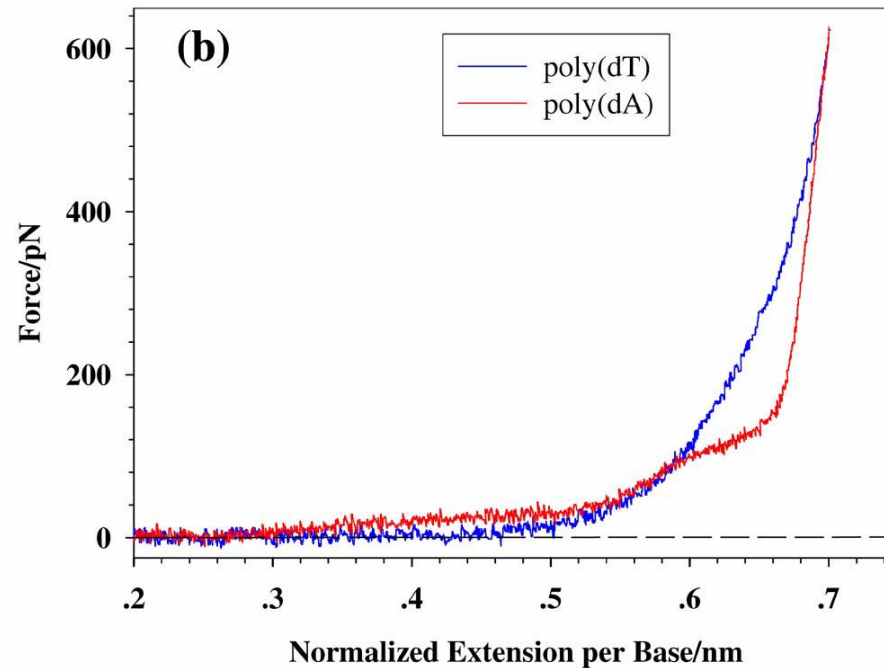 (b)
poly(dT)
poly(dA)
600
400
200
0
Force/pN
.2 .3 .4 .5 .6 .7
Normalized Extension per Base/nm